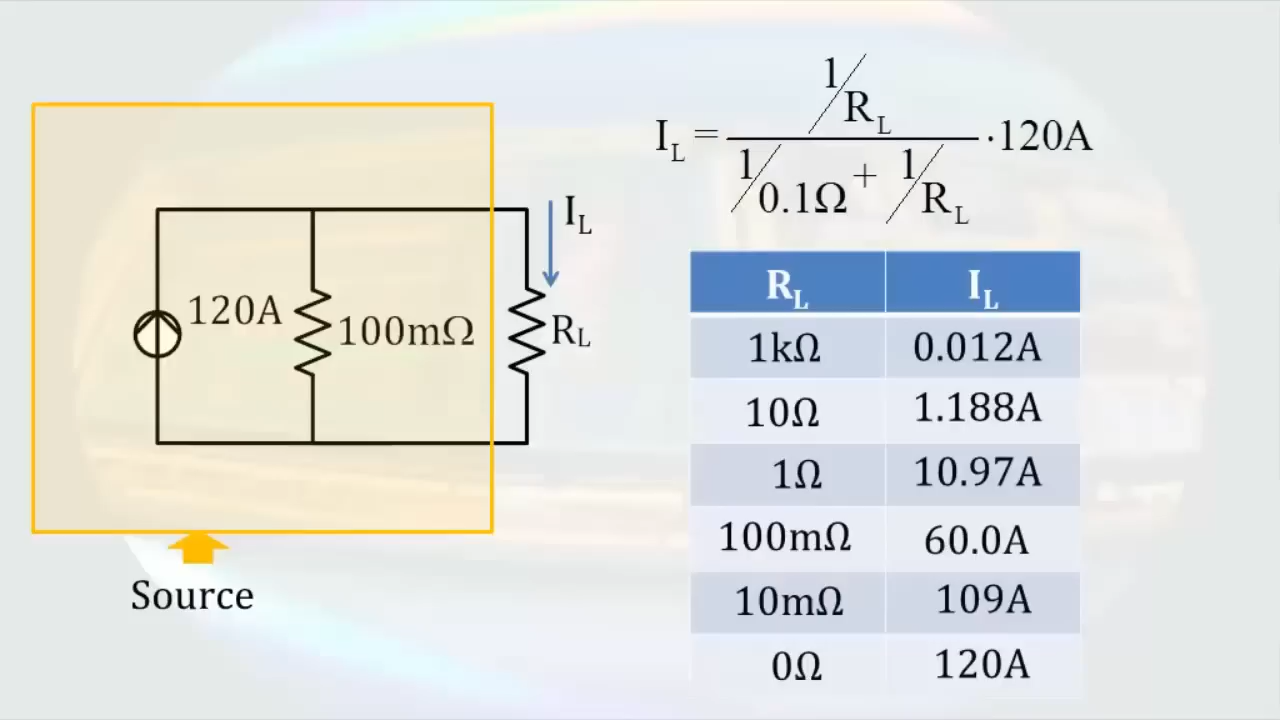 I_L = (1/R_L) / (1/0.1Ω + 1/R_L) · 120A
I_L
120A
100mΩ
R_L
Source
R_L I_L
1kΩ 0.012A
10Ω 1.188A
1Ω 10.97A
100mΩ 60.0A
10mΩ 109A
0Ω 120A